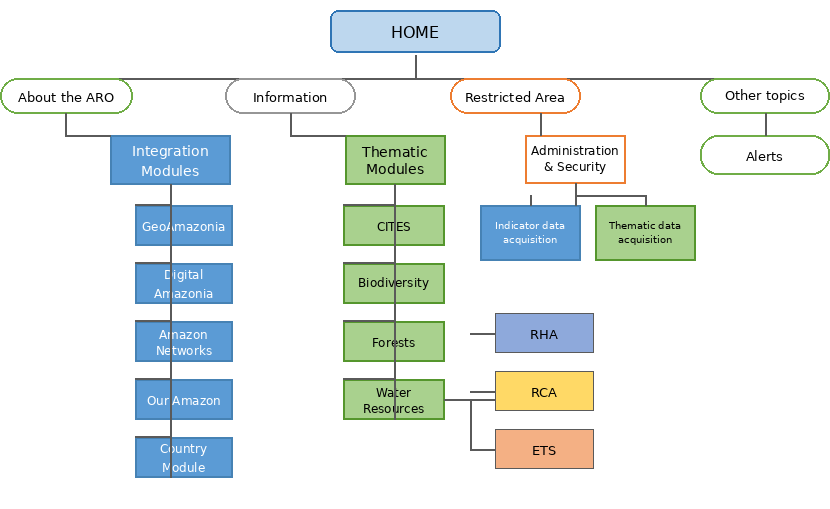 HOME
About the ARO
Information
Restricted Area
Other topics
Integration
Modules
Thematic
Modules
Administration
& Security
Alerts
GeoAmazonia
CITES
Indicator data
acquisition
Thematic data
acquisition
Digital
Amazonia
Biodiversity
Amazon
Networks
Forests
RHA
Our Amazon
Water
Resources
RCA
Country
Module
ETS